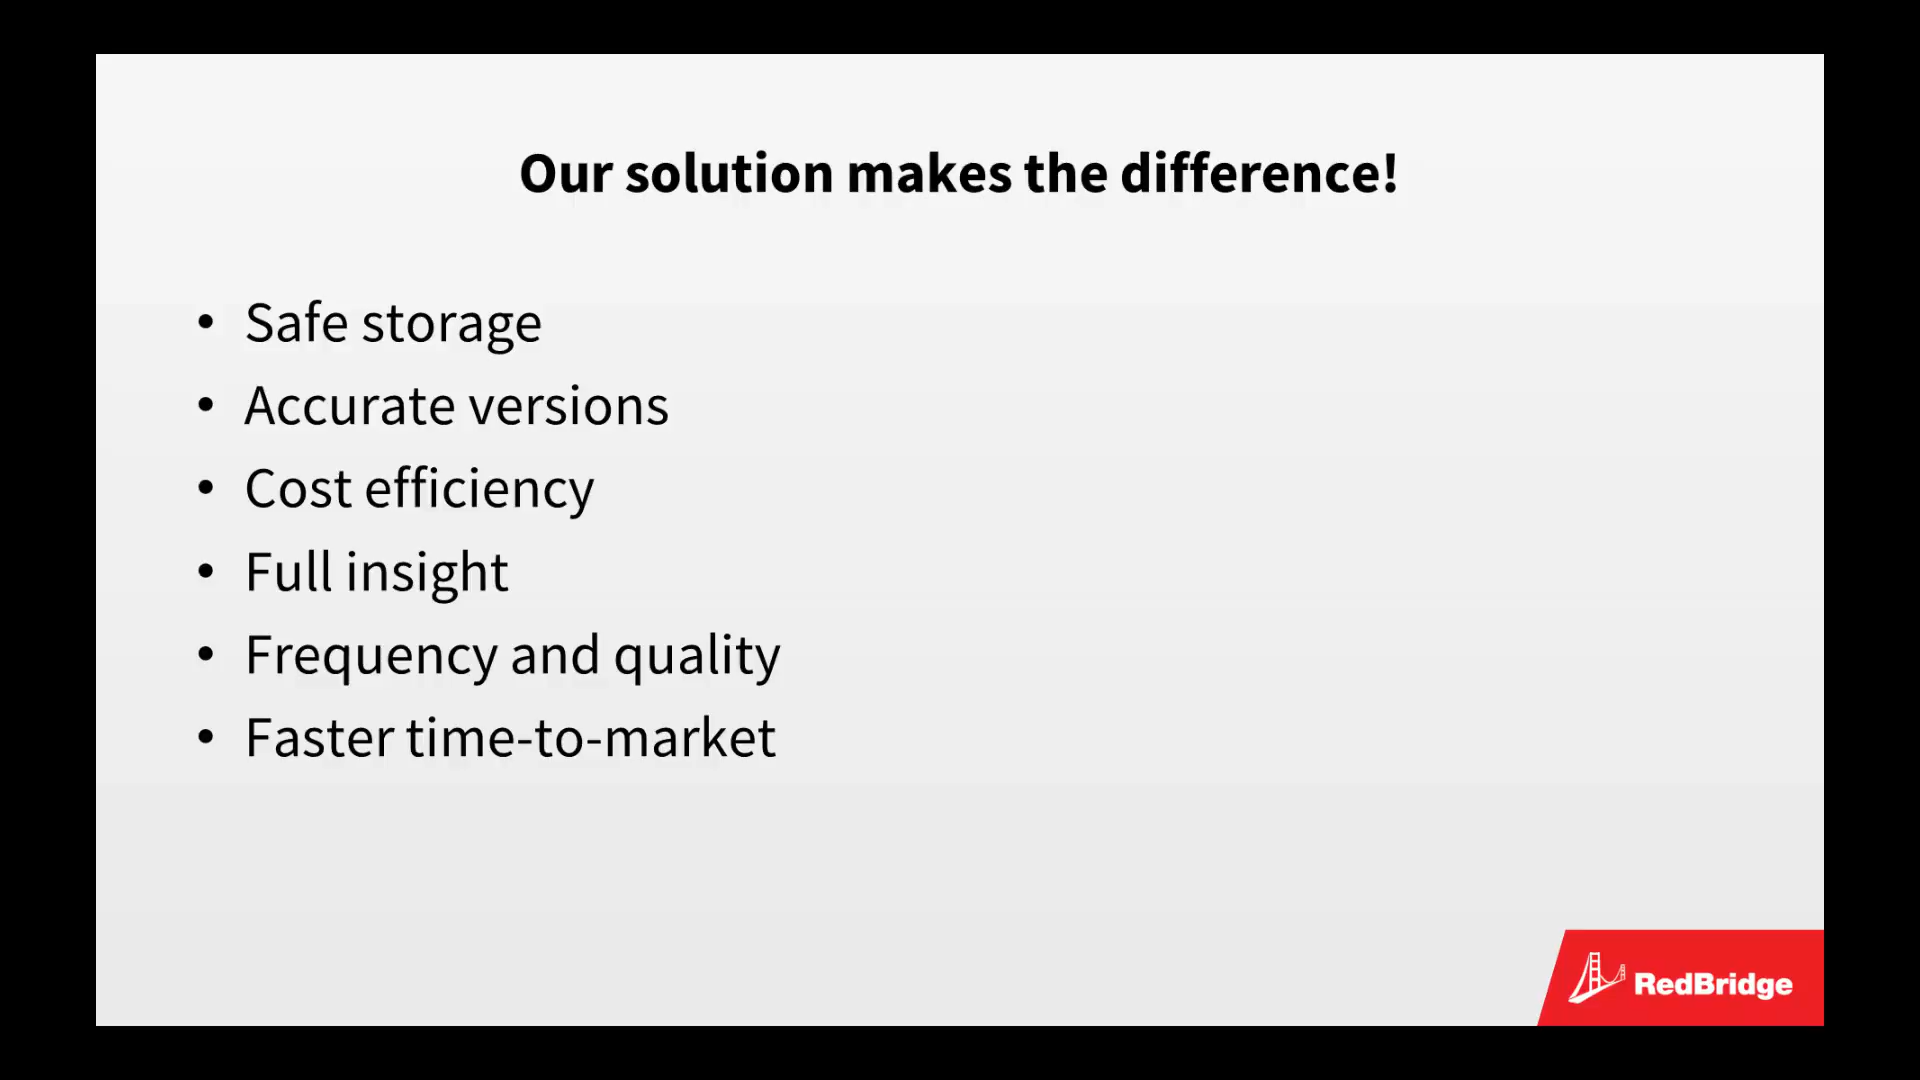 Our solution makes the difference!
• Safe storage
• Accurate versions
• Cost efficiency
• Full insight
• Frequency and quality
• Faster time-to-market
RedBridge